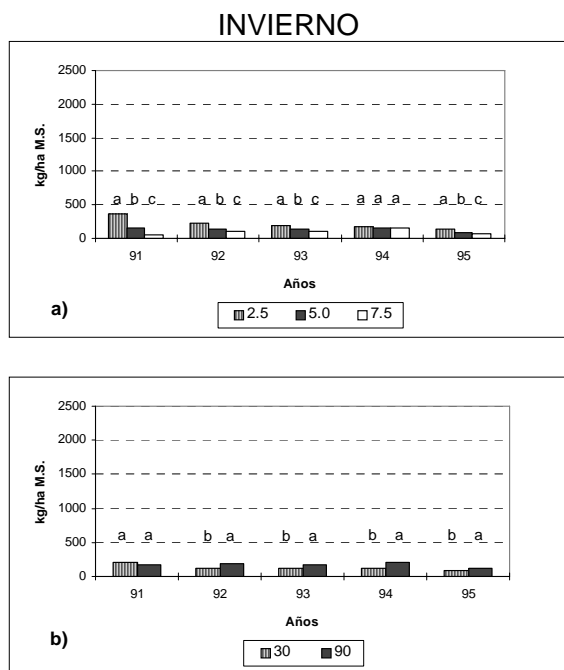 INVIERNO
2500
2000
1500
1000
500
0
kg/ha M.S.
a b c a b c a b c a a a a b c
91 92 93 94 95
Años
a)
2.5 5.0 7.5
2500
2000
1500
1000
500
0
kg/ha M.S.
a a b a b a b a b a
91 92 93 94 95
Años
b)
30 90